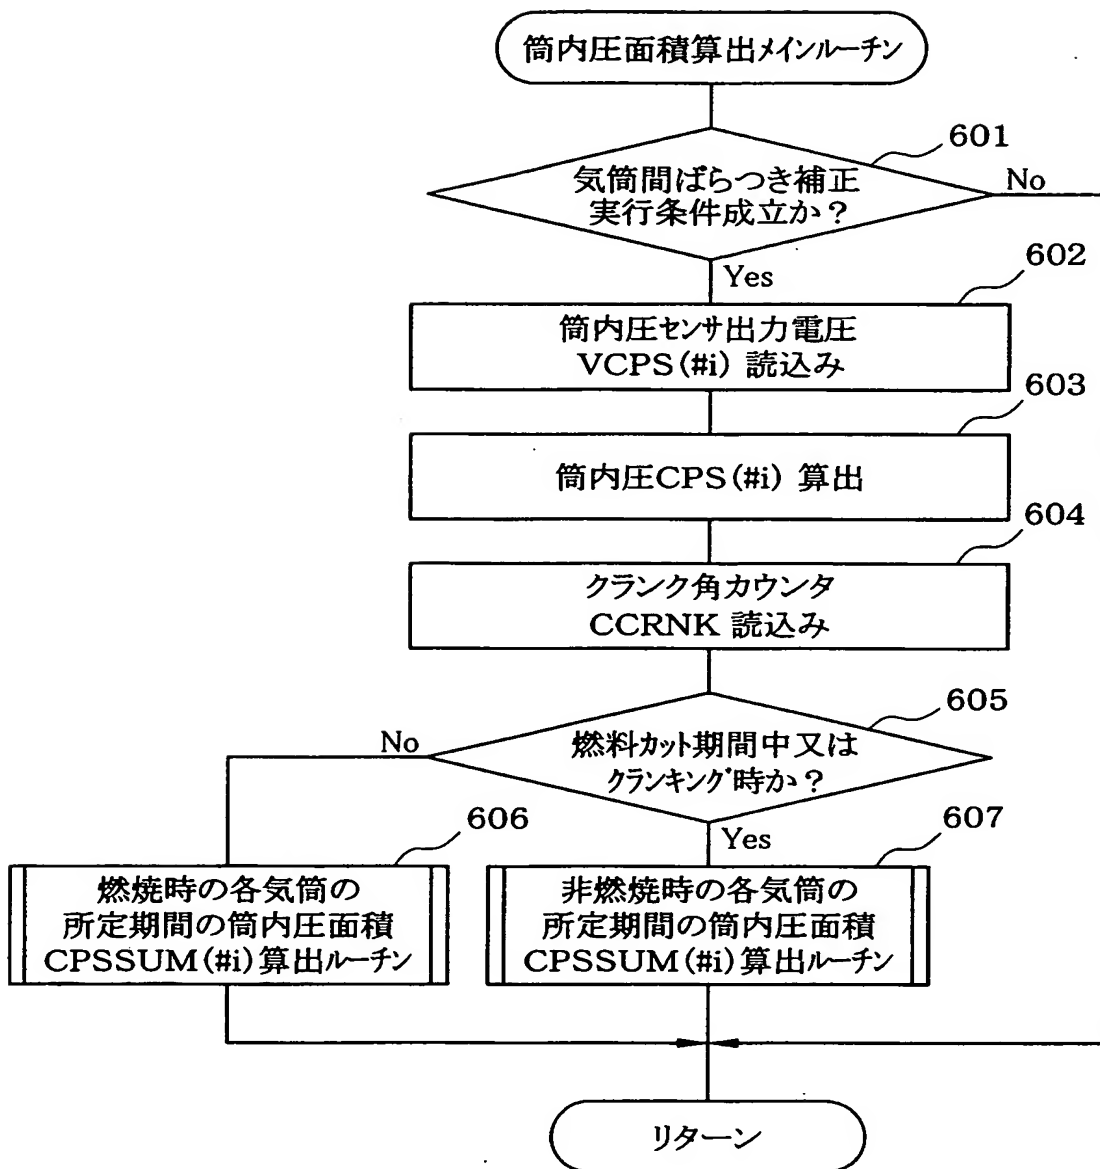 筒内圧面積算出メインルーチン
601
気筒間ばらつき補正
実行条件成立か？
No
Yes
602
筒内圧センサ出力電圧
VCPS(#i) 読込み
603
筒内圧CPS(#i) 算出
604
クランク角カウンタ
CCRNK 読込み
605
燃料カット期間中又は
クランキング時か？
No
Yes
606
燃焼時の各気筒の
所定期間の筒内圧面積
CPSSUM(#i)算出ルーチン
607
非燃焼時の各気筒の
所定期間の筒内圧面積
CPSSUM(#i)算出ルーチン
リターン